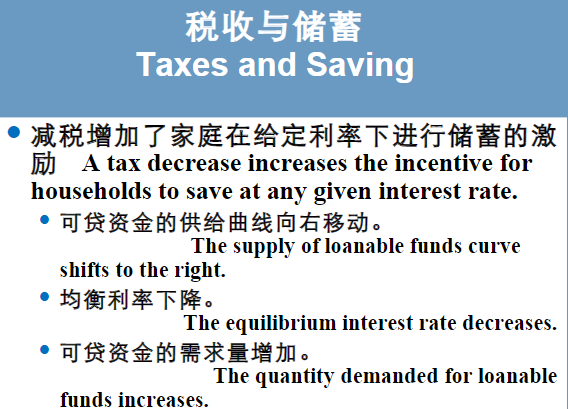 税收与储蓄
Taxes and Saving
减税增加了家庭在给定利率下进行储蓄的激
励 A tax decrease increases the incentive for
households to save at any given interest rate.
可贷资金的供给曲线向右移动。
The supply of loanable funds curve
shifts to the right.
均衡利率下降。
The equilibrium interest rate decreases.
可贷资金的需求量增加。
The quantity demanded for loanable
funds increases.